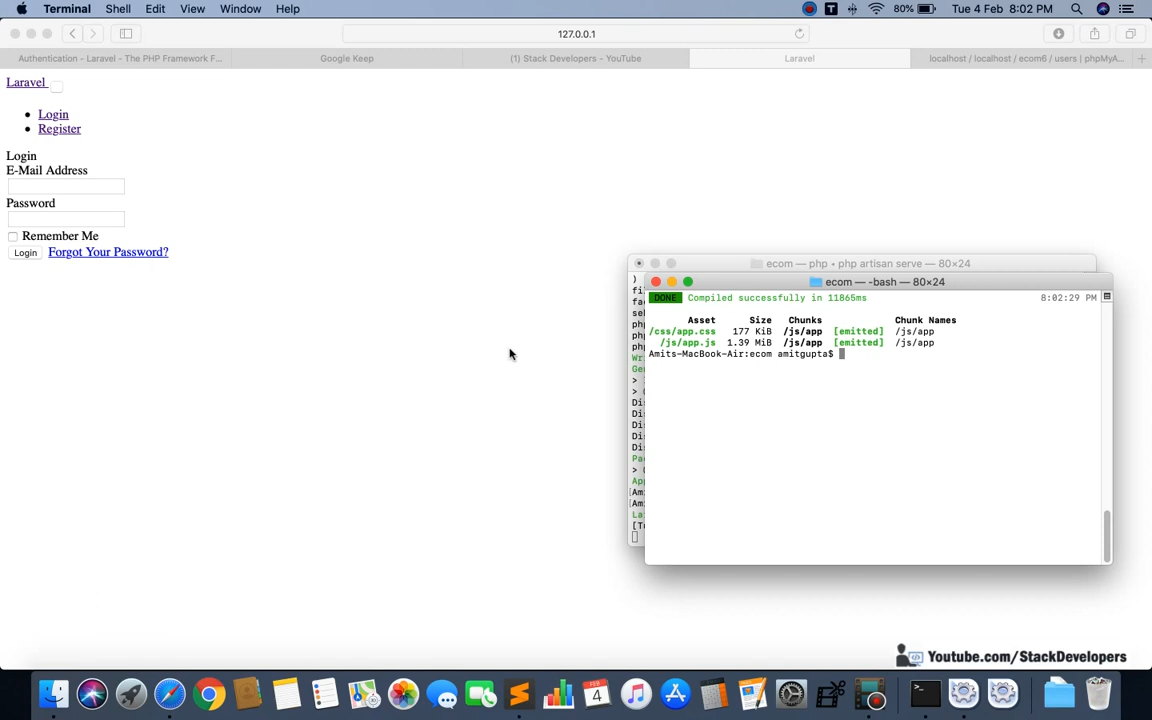 Terminal Shell Edit View Window Help 80% Tue 4 Feb 8:02 PM
127.0.0.1
Authentication - Laravel - The PHP Framework F... Google Keep (1) Stack Developers - YouTube Laravel localhost / localhost / ecom6 / users | phpMyA...
Laravel
Login
Register
Login
E-Mail Address
Password
Remember Me
Login Forgot Your Password?
ecom — php • php artisan serve — 80×24
ecom — -bash — 80×24
DONE Compiled successfully in 11865ms 8:02:29 PM
Asset Size Chunks Chunk Names
/css/app.css 177 KiB /js/app [emitted] /js/app
/js/app.js 1.39 MiB /js/app [emitted] /js/app
Amits-MacBook-Air:ecom amitgupta$
Youtube.com/StackDevelopers
FEB
4